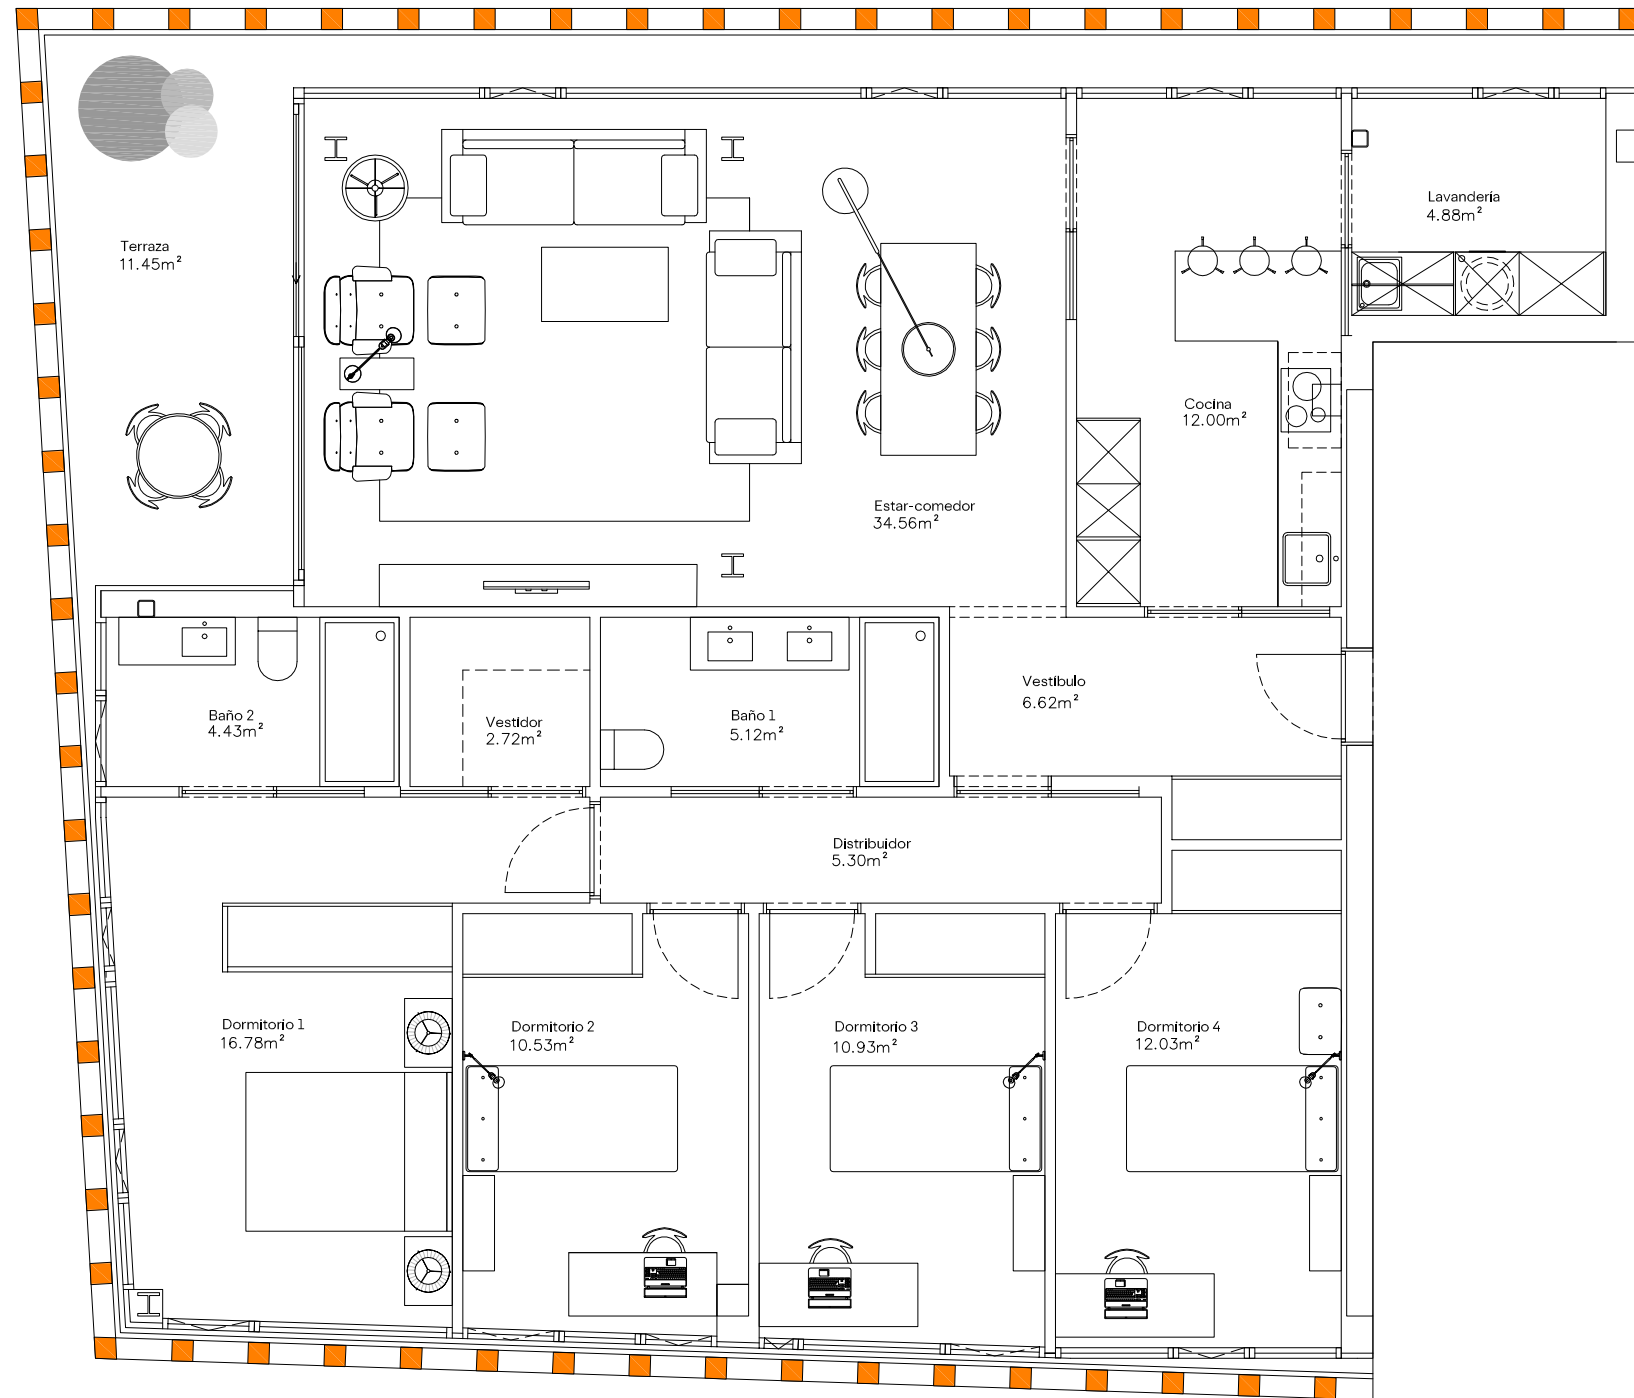 Lavandería
4.88m²
Terraza
11.45m²
Cocina
12.00m²
Estar-comedor
34.56m²
Vestíbulo
6.62m²
Baño 2
4.43m²
Vestidor
2.72m²
Baño 1
5.12m²
Distribuidor
5.30m²
Dormitorio 1
16.78m²
Dormitorio 2
10.53m²
Dormitorio 3
10.93m²
Dormitorio 4
12.03m²